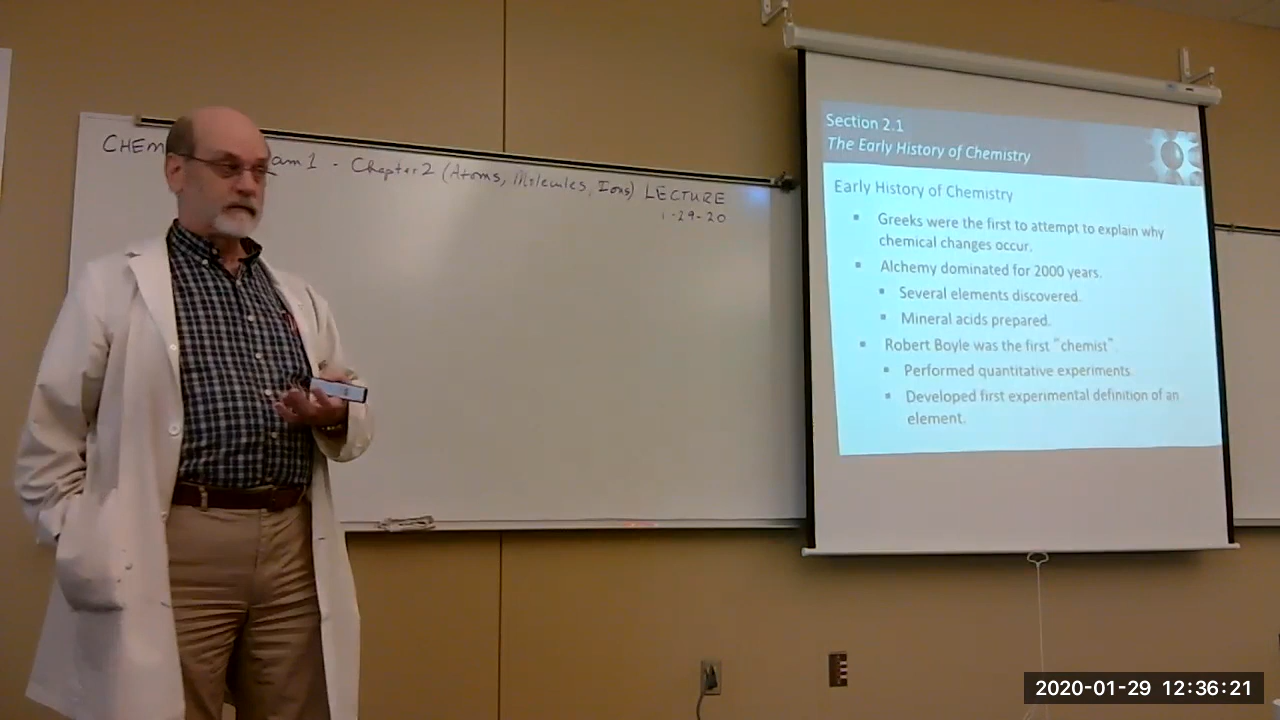 CHEM am 1 - Chapter 2 (Atoms, Molecules, Ions) LECTURE
1-29-20
Section 2.1
The Early History of Chemistry
Early History of Chemistry
▪ Greeks were the first to attempt to explain why
chemical changes occur.
▪ Alchemy dominated for 2000 years.
▪ Several elements discovered.
▪ Mineral acids prepared.
▪ Robert Boyle was the first "chemist".
▪ Performed quantitative experiments.
▪ Developed first experimental definition of an
element.
2020-01-29 12:36:21